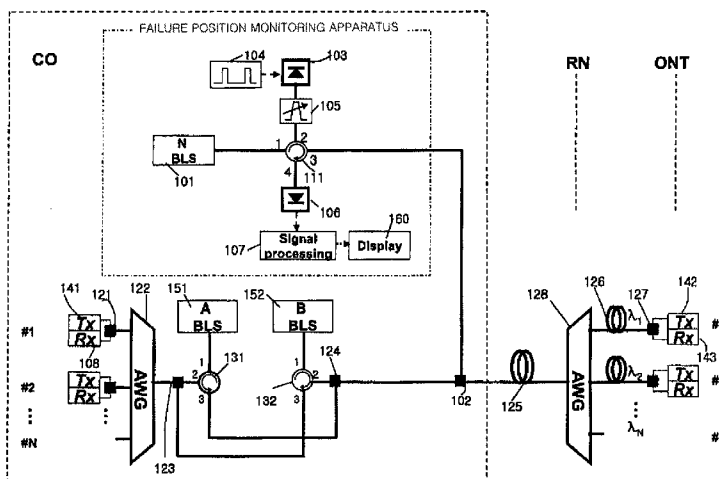 FAILURE POSITION MONITORING APPARATUS
CO
RN
ONT
104
103
105
N
BLS
101
1
2
3
4
111
106
107
Signal
processing
160
Display
141
121
122
151
A
BLS
152
B
BLS
124
128
126
127
142
#1
Tx
Rx
108
AWG
1
2
3
131
1
2
3
132
102
125
AWG
λ1
Tx
Rx
143
#
#2
Tx
Rx
123
λ2
Tx
Rx
#
#N
λN
#